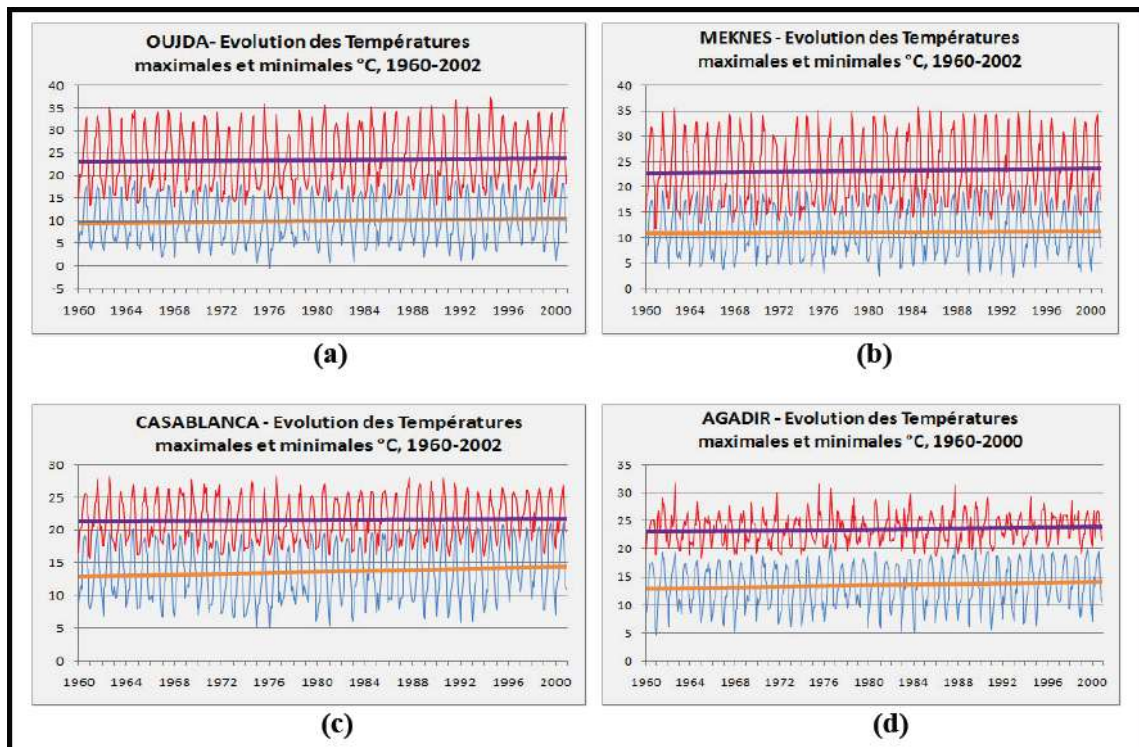 OUJDA- Evolution des Températures
maximales et minimales °C, 1960-2002
40
35
30
25
20
15
10
5
0
-5
1960 1964 1968 1972 1976 1980 1984 1988 1992 1996 2000
(a)
MEKNES - Evolution des Températures
maximales et minimales °C, 1960-2002
40
35
30
25
20
15
10
5
0
1960 1964 1968 1972 1976 1980 1984 1988 1992 1996 2000
(b)
CASABLANCA - Evolution des Températures
maximales et minimales °C, 1960-2002
30
25
20
15
10
5
0
1960 1964 1968 1972 1976 1980 1984 1988 1992 1996 2000
(c)
AGADIR - Evolution des Températures
maximales et minimales °C, 1960-2000
35
30
25
20
15
10
5
0
1960 1964 1968 1972 1976 1980 1984 1988 1992 1996 2000
(d)